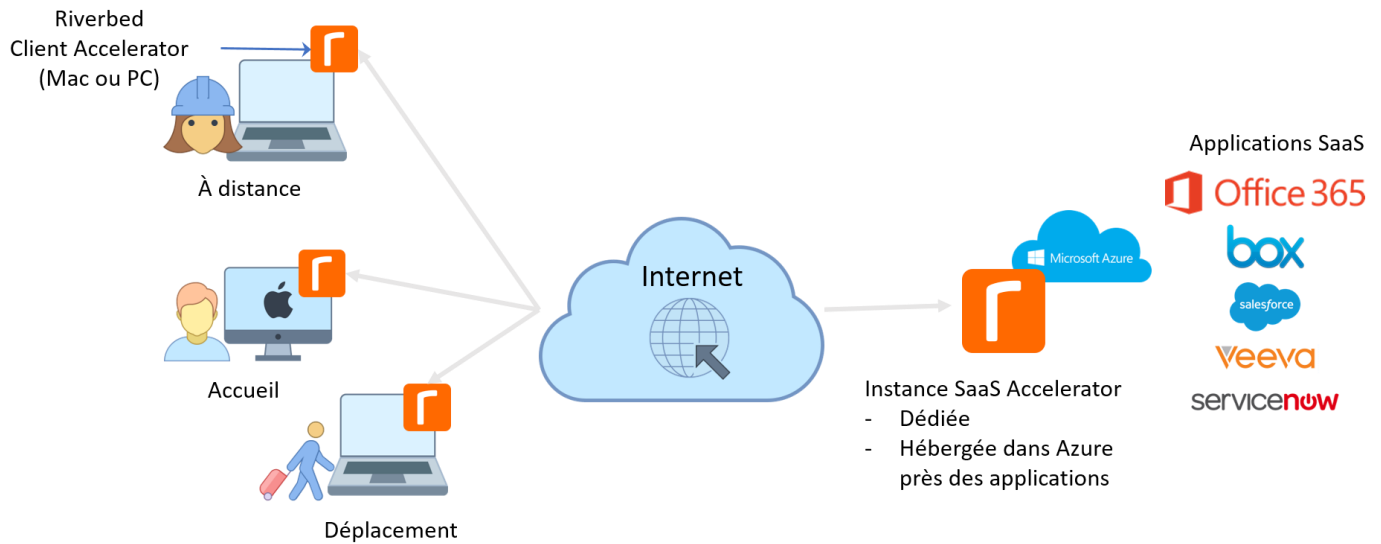 Riverbed
Client Accelerator
(Mac ou PC)
À distance
Accueil
Déplacement
Internet
Microsoft Azure
Instance SaaS Accelerator
- Dédiée
- Hébergée dans Azure
près des applications
Applications SaaS
Office 365
box
salesforce
Veeva
servicenow